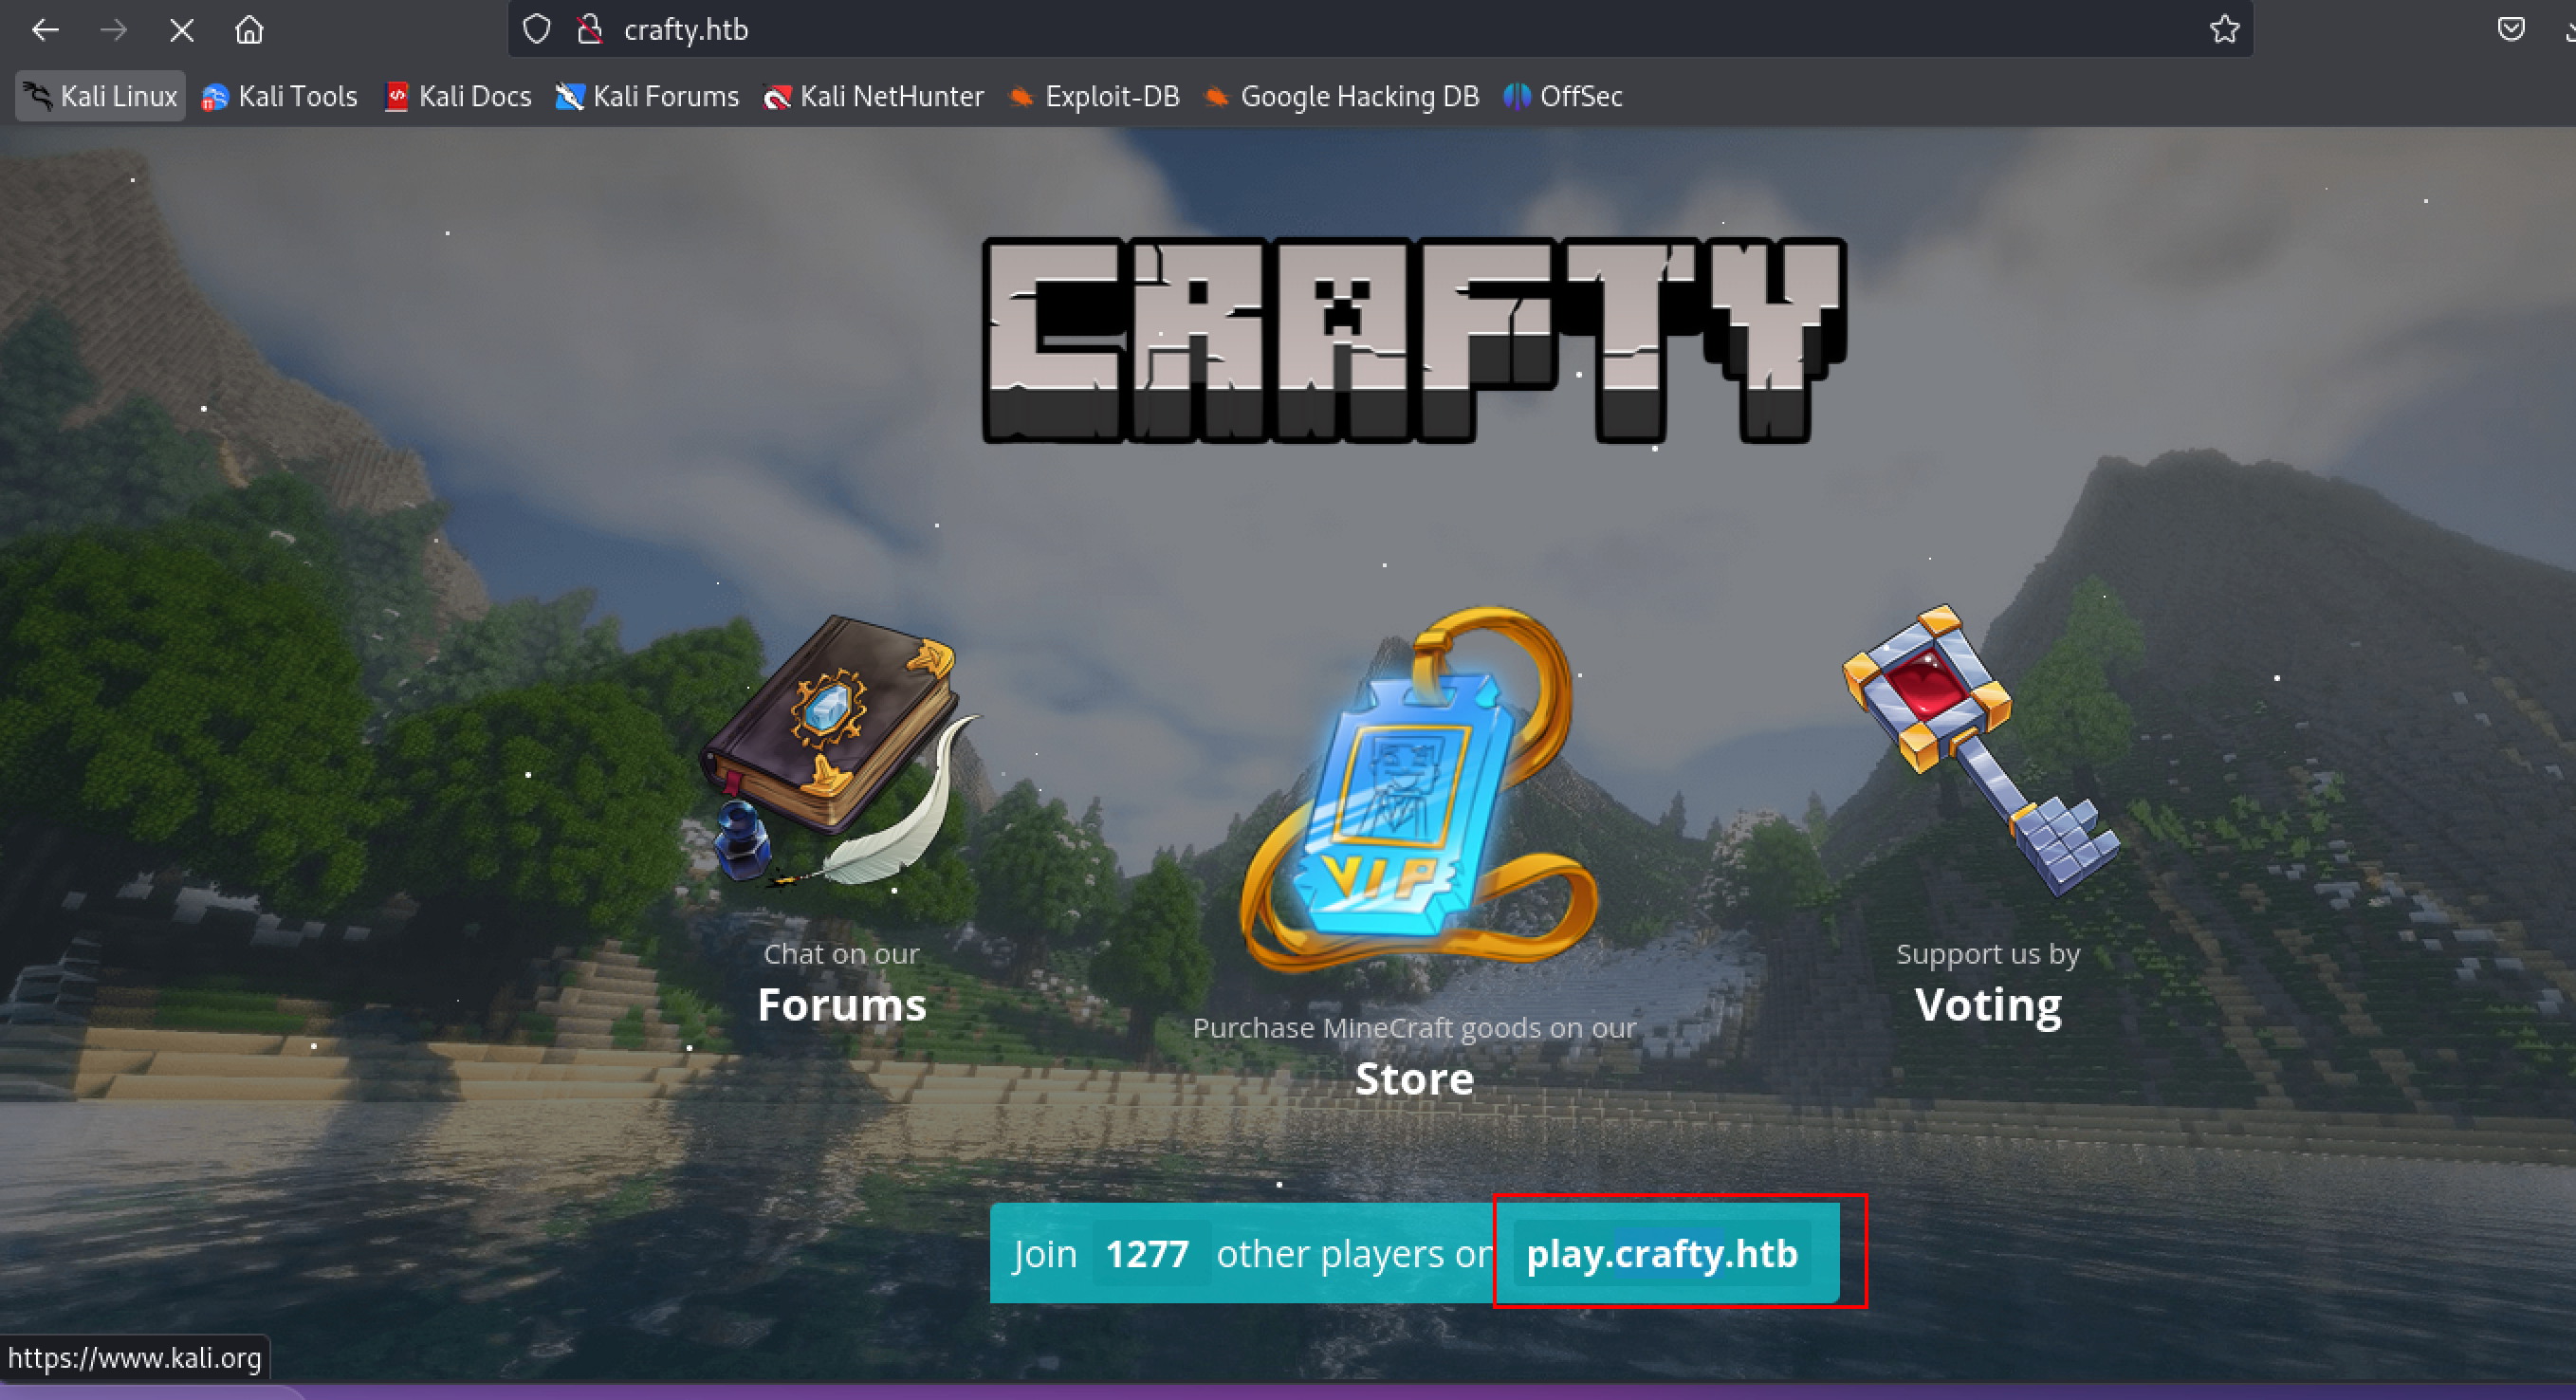 crafty.htb
Kali Linux Kali Tools Kali Docs Kali Forums Kali NetHunter Exploit-DB Google Hacking DB OffSec
CRAFTY
VIP
Chat on our
Forums
Purchase MineCraft goods on our
Store
Support us by
Voting
Join 1277 other players on play.crafty.htb
https://www.kali.org